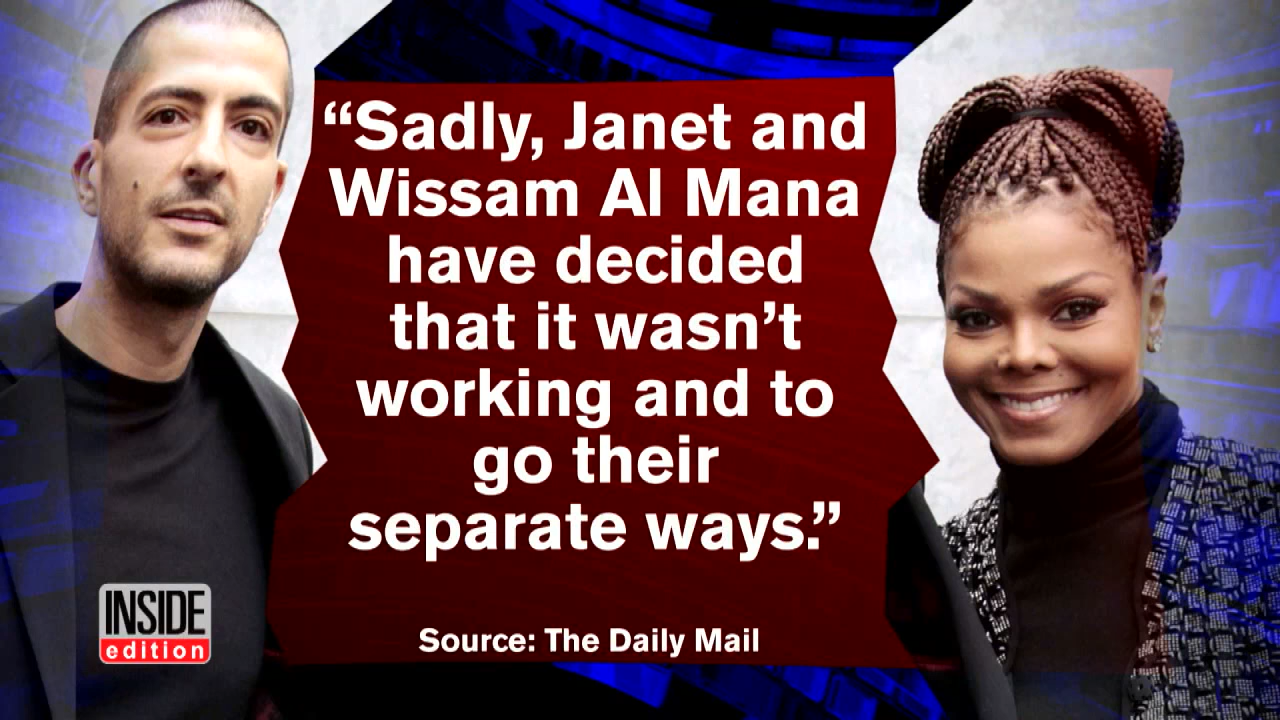 “Sadly, Janet and
Wissam Al Mana
have decided
that it wasn’t
working and to
go their
separate ways.”
Source: The Daily Mail
INSIDE
edition